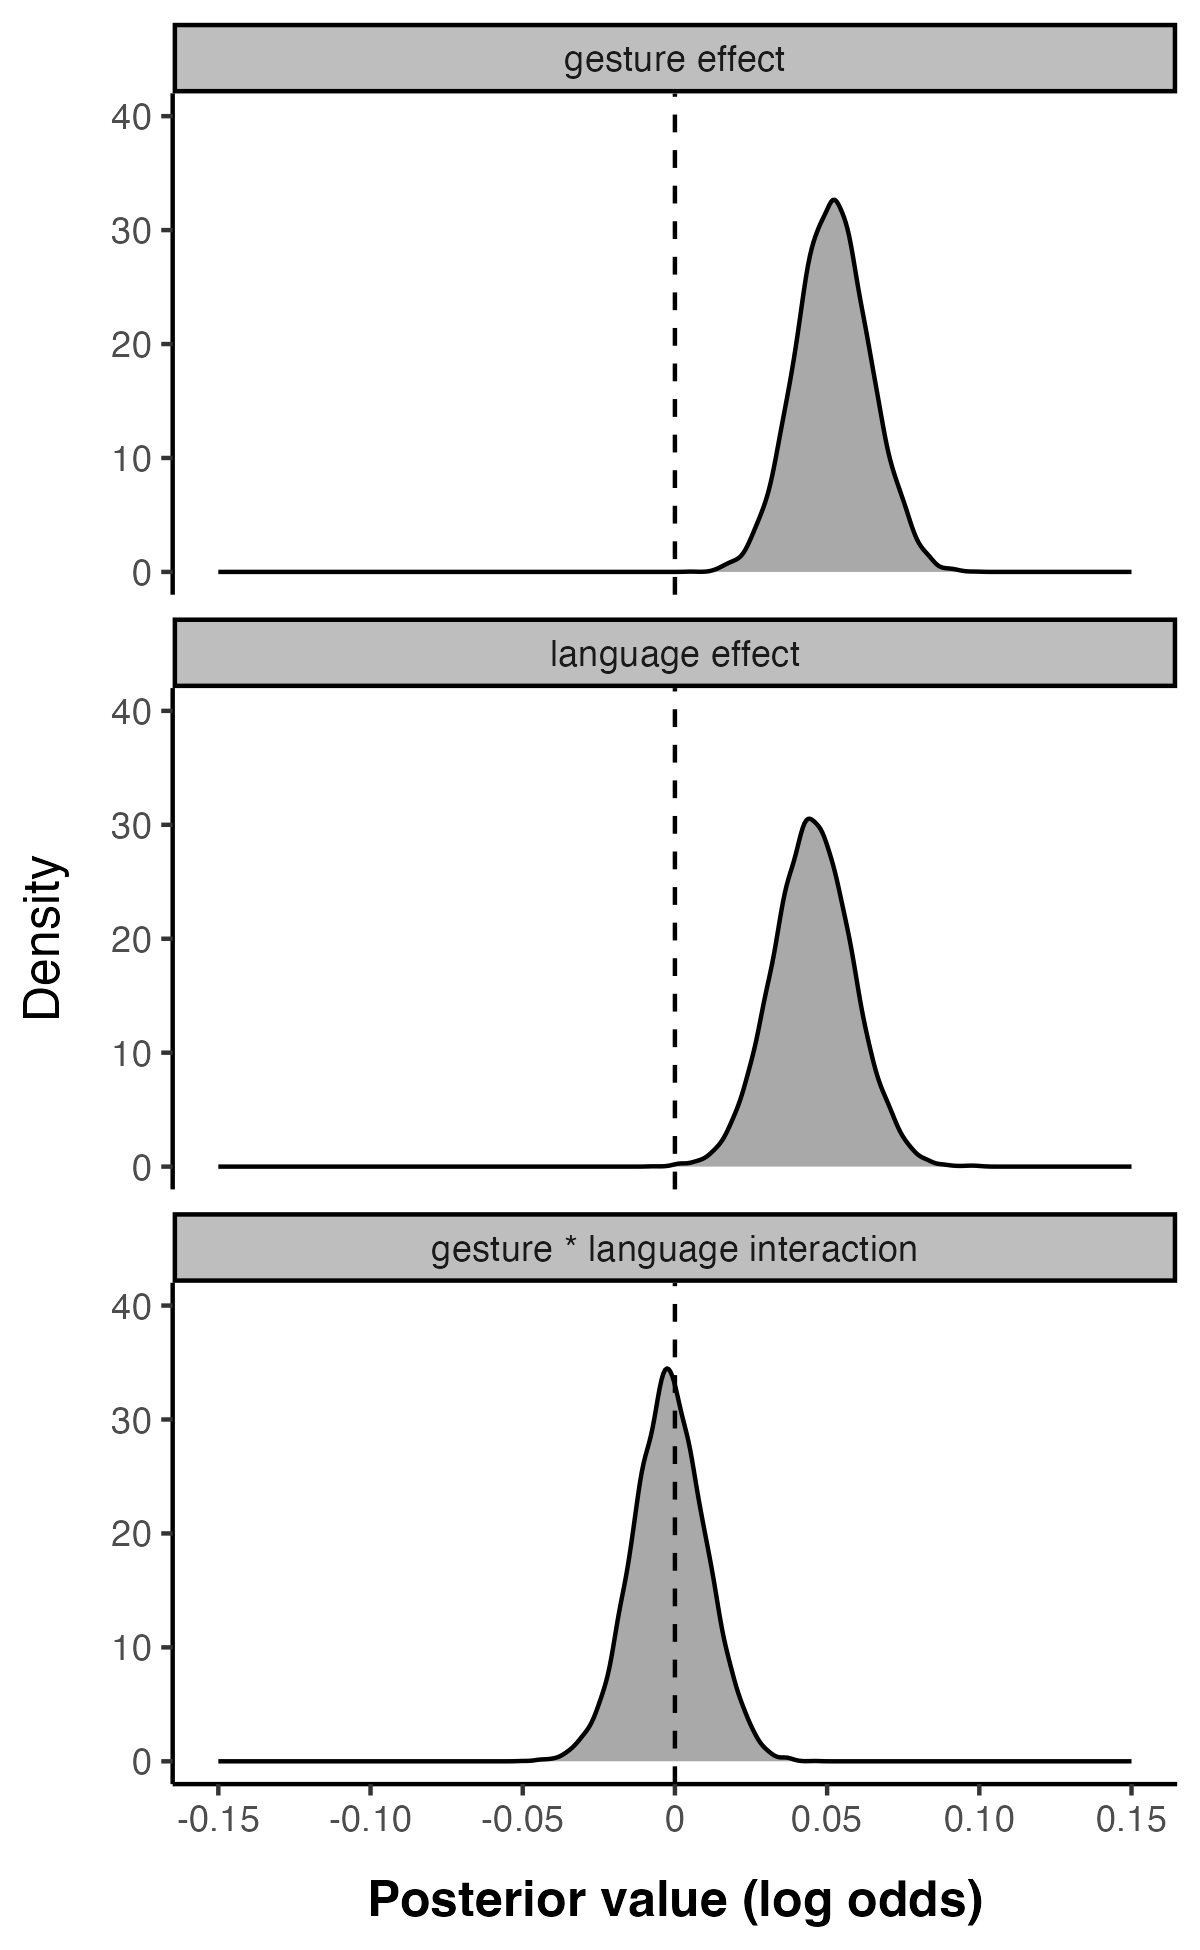 gesture effect
40
30
20
10
0
language effect
40
30
20
10
0
Density
gesture * language interaction
40
30
20
10
0
-0.15 -0.10 -0.05 0 0.05 0.10 0.15
Posterior value (log odds)